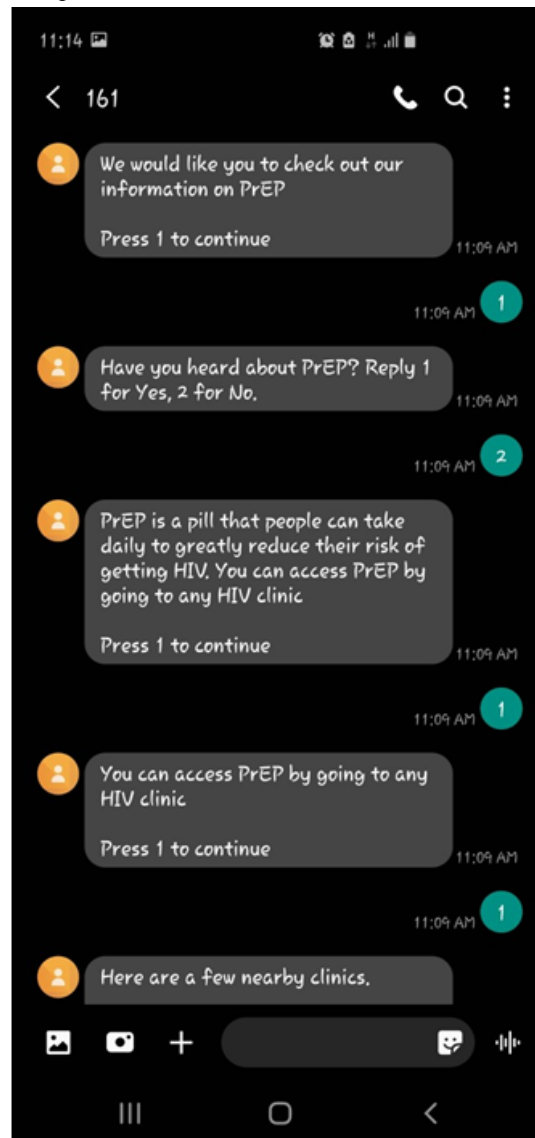 11:14
161
We would like you to check out our
information on PrEP
Press 1 to continue
11:09 AM
11:09 AM 1
Have you heard about PrEP? Reply 1
for Yes, 2 for No.
11:09 AM
11:09 AM 2
PrEP is a pill that people can take
daily to greatly reduce their risk of
getting HIV. You can access PrEP by
going to any HIV clinic
Press 1 to continue
11:09 AM
11:09 AM 1
You can access PrEP by going to any
HIV clinic
Press 1 to continue
11:09 AM
11:09 AM 1
Here are a few nearby clinics.